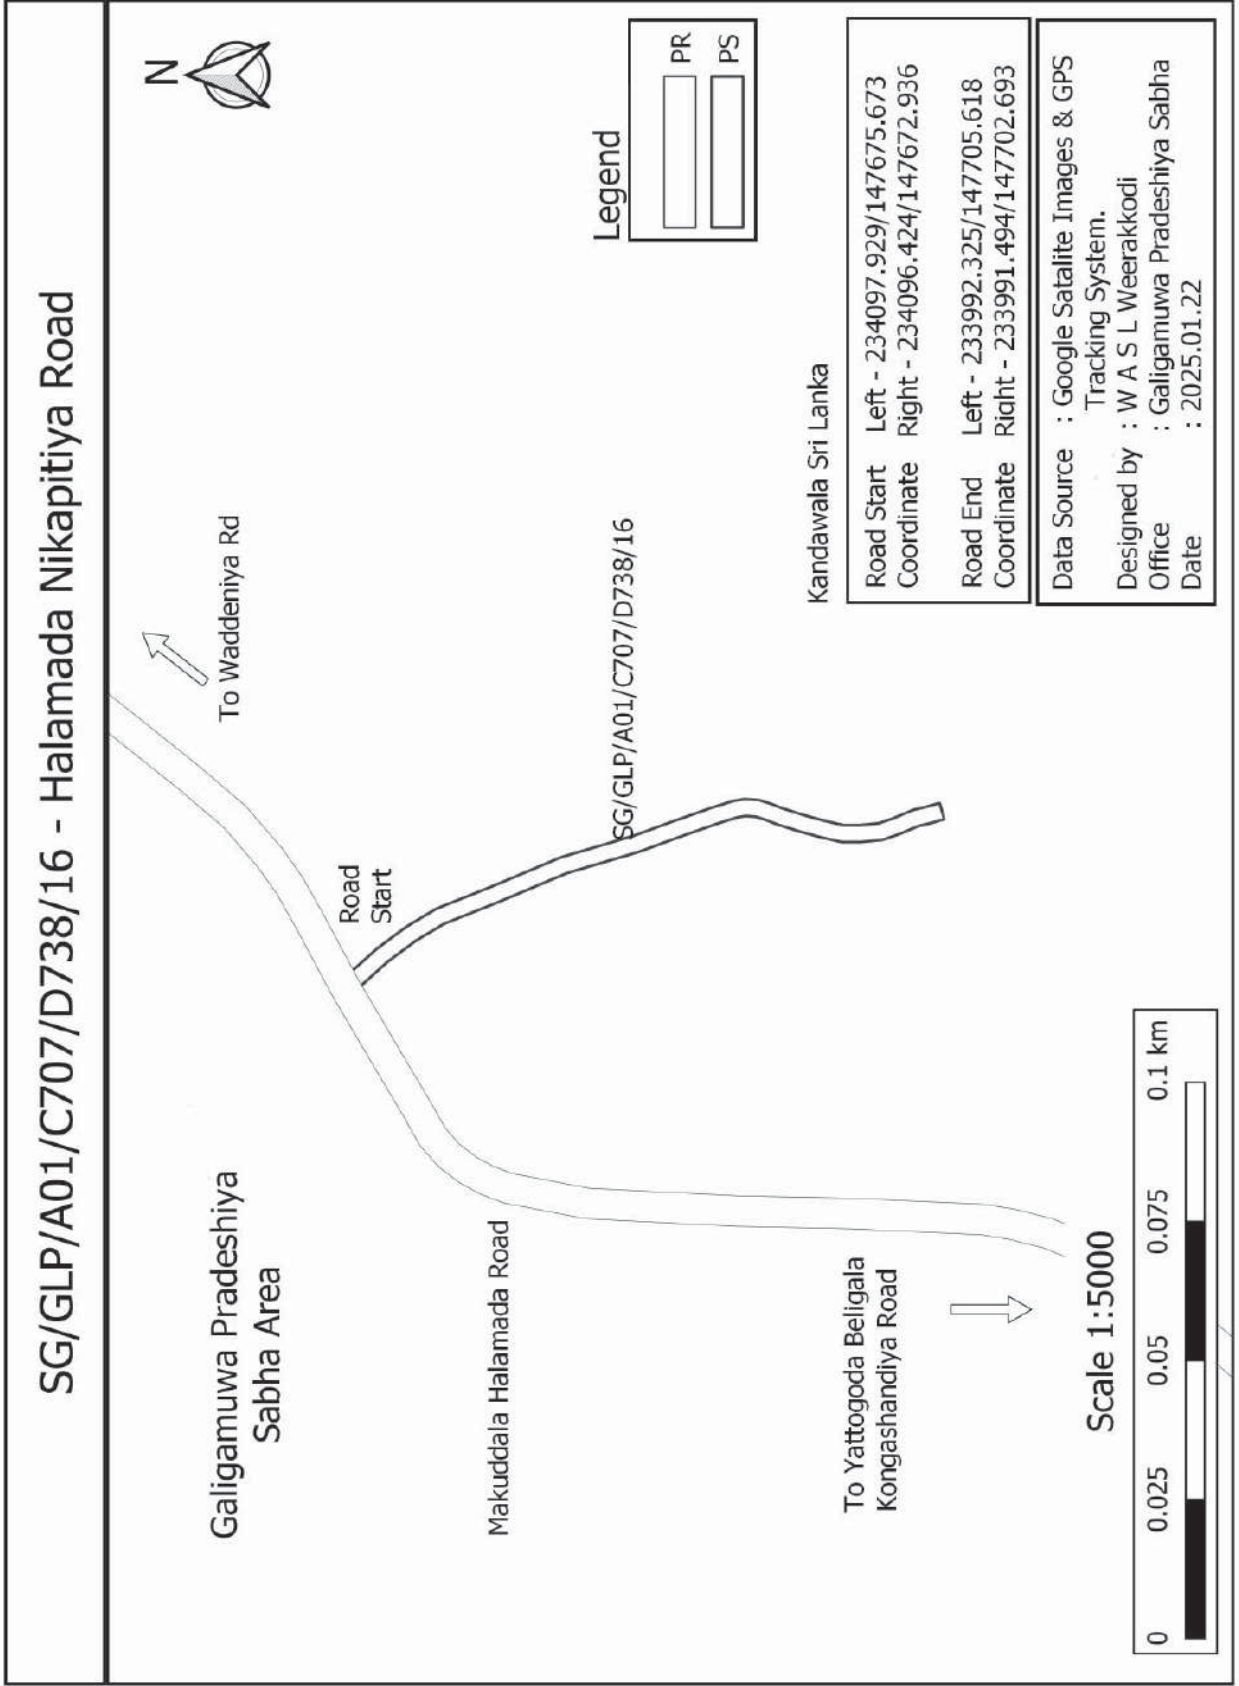 SG/GLP/A01/C707/D738/16 - Halamada Nikapitiya Road
N
To Waddeniya Rd
Galigamuwa Pradeshiya
Sabha Area
Road
Start
Makuddala Halamada Road
SG/GLP/A01/C707/D738/16
Legend
PR
PS
To Yattogoda Beligala
Kongashandiya Road
Kandawala Sri Lanka
Road Start Left - 234097.929/147675.673
Coordinate Right - 234096.424/147672.936
Road End Left - 233992.325/147705.618
Coordinate Right - 233991.494/147702.693
Data Source : Google Satalite Images & GPS
Tracking System.
Designed by : W A S L Weerakkodi
Office : Galigamuwa Pradeshiya Sabha
Date : 2025.01.22
Scale 1:5000
0 0.025 0.05 0.075 0.1 km